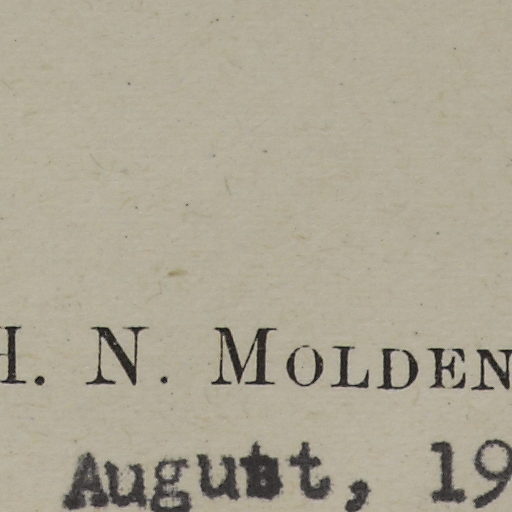 H. N. MOLDEN
August, 19